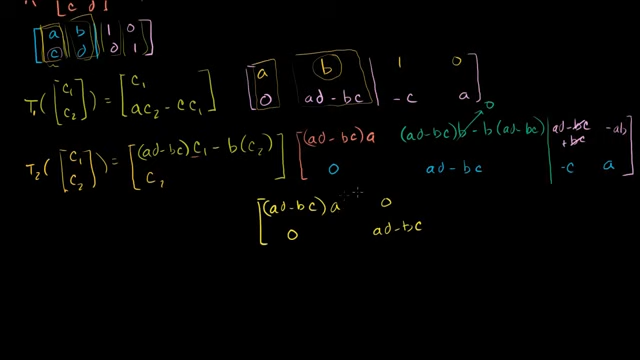 A [c d]
[a b | 1 0]
[c d | 0 1]
T₁([c₁ c₂]) = [c₁]
[ac₂ - cc₁]
[a b | 1 0]
[0 ad-bc | -c a]
T₂([c₁ c₂]) = [(ad-bc)c₁ - b(c₂)]
[c₂]
[(ad-bc)a (ad-bc)b - b(ad-bc) 0 | ad-bc +bc -ab]
[0 ad-bc | -c a]
[(ad-bc)a 0
[0 ad-bc